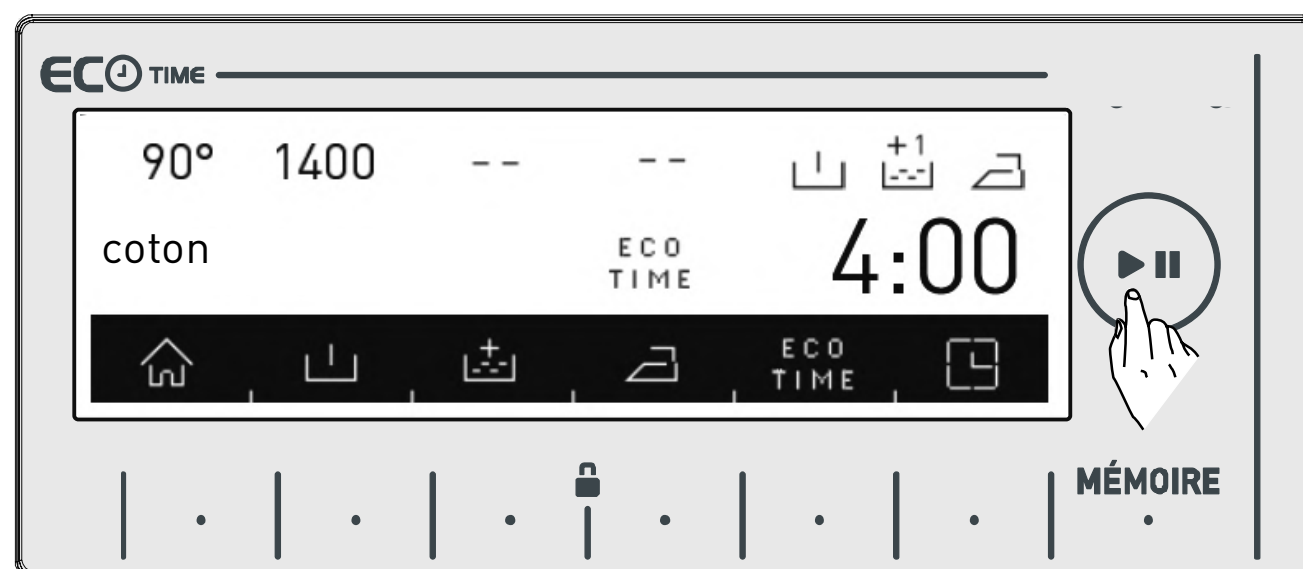 ECO TIME
90° 1400 -- -- +1
coton ECO TIME 4:00
ECO TIME
MÉMOIRE